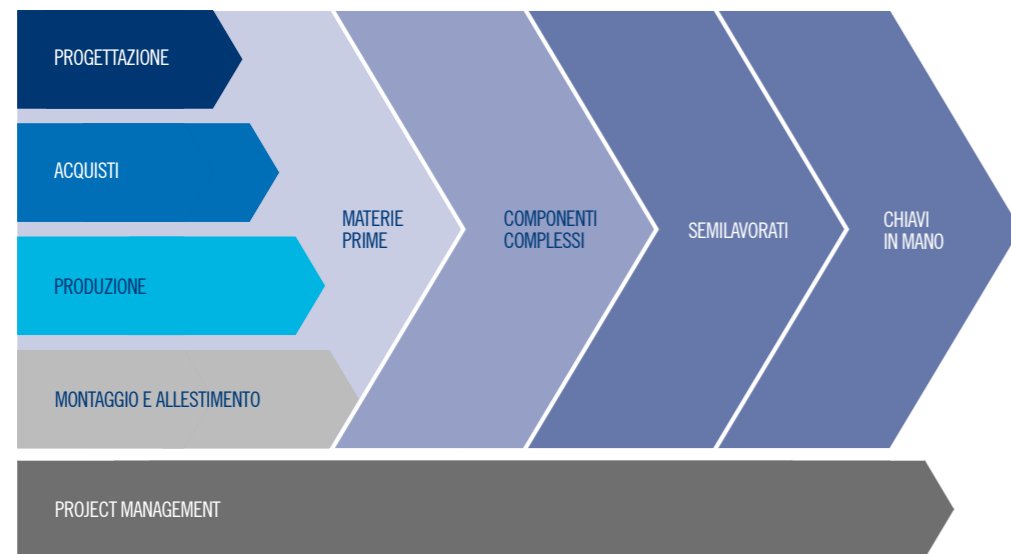 PROGETTAZIONE
ACQUISTI
PRODUZIONE
MONTAGGIO E ALLESTIMENTO
MATERIE
PRIME
COMPONENTI
COMPLESSI
SEMILAVORATI
CHIAVI
IN MANO
PROJECT MANAGEMENT